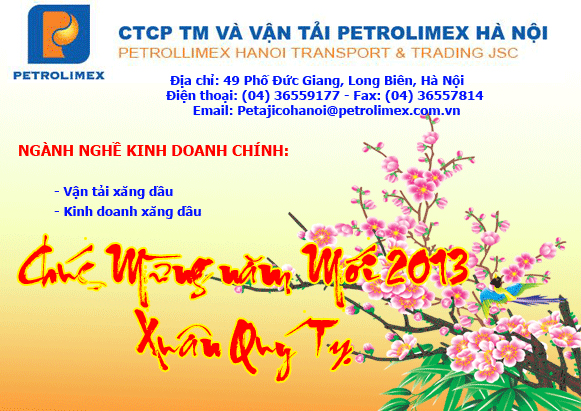 PETROLIMEX
CTCP TM VÀ VẬN TẢI PETROLIMEX HÀ NỘI
PETROLLIMEX HANOI TRANSPORT & TRADING JSC
Địa chỉ: 49 Phố Đức Giang, Long Biên, Hà Nội
Điện thoại: (04) 36559177 - Fax: (04) 36557814
Email: Petajicohanoi@petrolimex.com.vn
NGÀNH NGHỀ KINH DOANH CHÍNH:
- Vận tải xăng dầu
- Kinh doanh xăng dầu
Chúc Mừng năm Mới 2013
Xuân Quý Tỵ